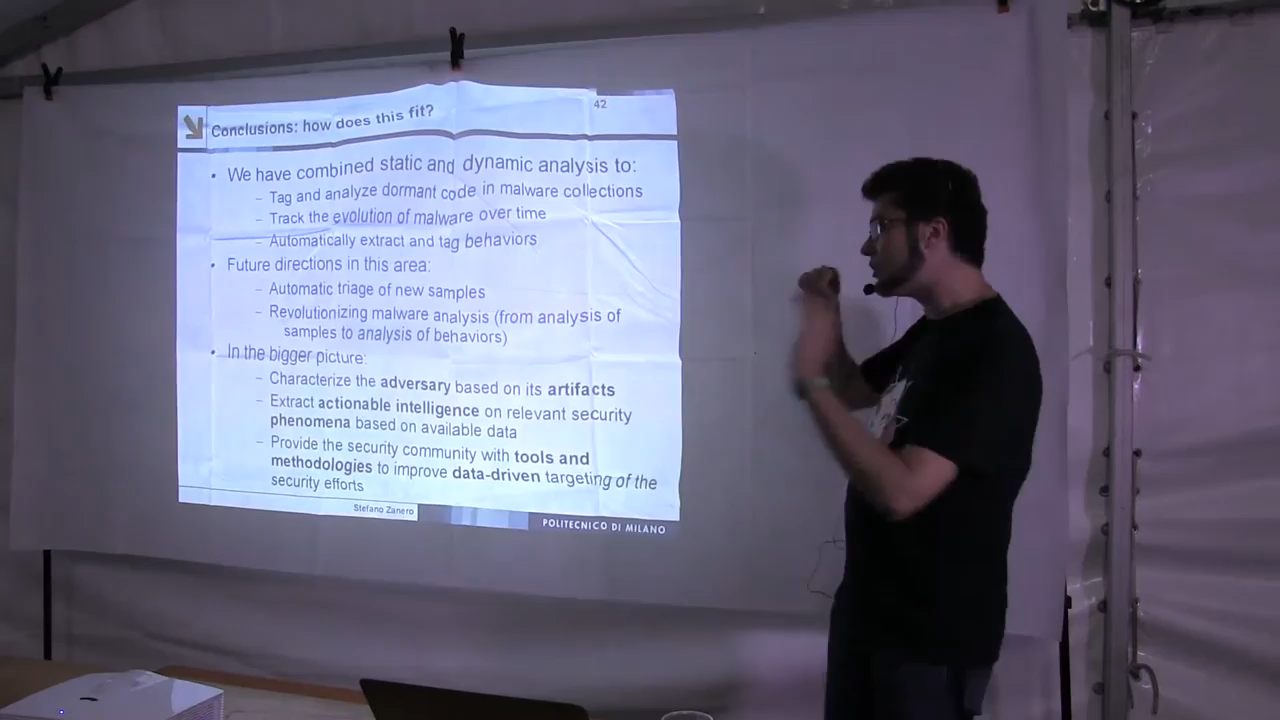 Conclusions: how does this fit?
42
• We have combined static and dynamic analysis to:
– Tag and analyze dormant code in malware collections
– Track the evolution of malware over time
– Automatically extract and tag behaviors
• Future directions in this area:
– Automatic triage of new samples
– Revolutionizing malware analysis (from analysis of
samples to analysis of behaviors)
• In the bigger picture:
– Characterize the adversary based on its artifacts
– Extract actionable intelligence on relevant security
phenomena based on available data
– Provide the security community with tools and
methodologies to improve data-driven targeting of the
security efforts
Stefano Zanero
POLITECNICO DI MILANO